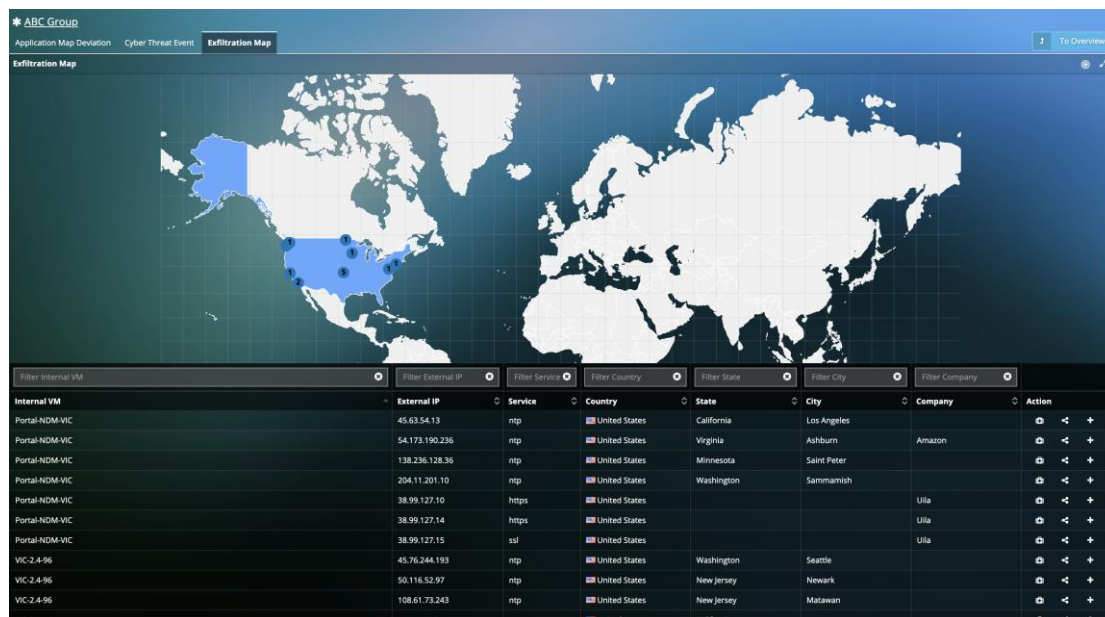 ✱ ABC Group
Application Map Deviation Cyber Threat Event Exfiltration Map To Overview
Exfiltration Map
1 1
1
1 5 1 1
2
Filter Internal VM Filter External IP Filter Service Filter Country Filter State Filter City Filter Company
Internal VM External IP Service Country State City Company Action
Portal-NDM-VIC 45.63.54.13 ntp United States California Los Angeles
Portal-NDM-VIC 54.173.190.236 ntp United States Virginia Ashburn Amazon
Portal-NDM-VIC 138.236.128.36 ntp United States Minnesota Saint Peter
Portal-NDM-VIC 204.11.201.10 ntp United States Washington Sammamish
Portal-NDM-VIC 38.99.127.10 https United States Uila
Portal-NDM-VIC 38.99.127.14 https United States Uila
Portal-NDM-VIC 38.99.127.15 ssl United States Uila
VIC-2.4-96 45.76.244.193 ntp United States Washington Seattle
VIC-2.4-96 50.116.52.97 ntp United States New Jersey Newark
VIC-2.4-96 108.61.73.243 ntp United States New Jersey Matawan